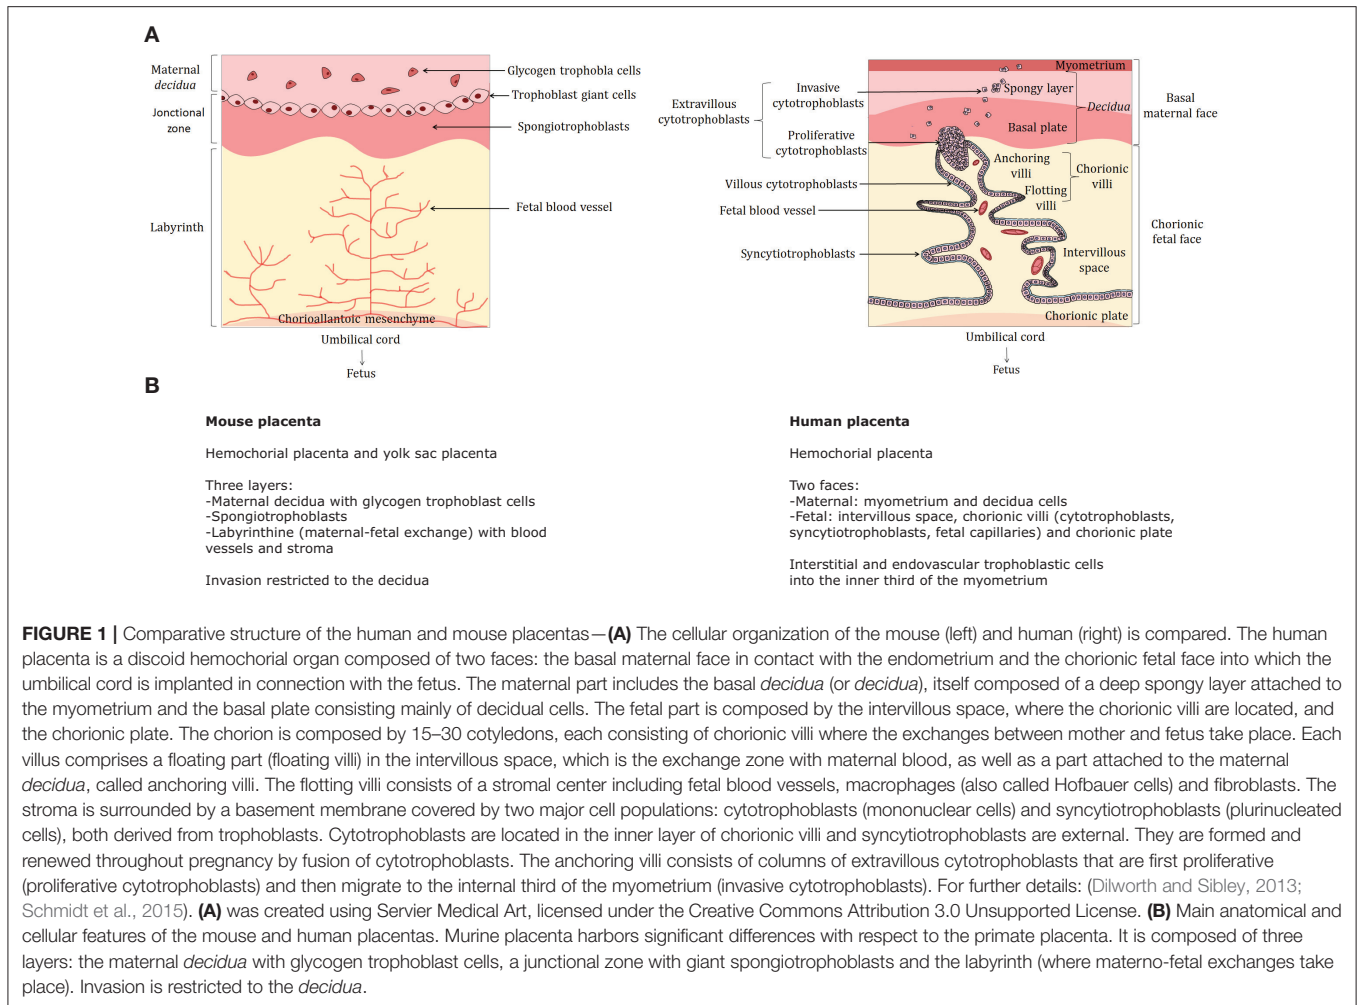 A
Maternal
decidua
Jonctional
zone
Labyrinth
Glycogen trophobla cells
Trophoblast giant cells
Spongiotrophoblasts
Fetal blood vessel
Chorioallantoic mesenchyme
Umbilical cord
Fetus
Extravillous
cytotrophoblasts
Invasive
cytotrophoblasts
Proliferative
cytotrophoblasts
Villous cytotrophoblasts
Fetal blood vessel
Syncytiotrophoblasts
Myometrium
Spongy layer
Decidua
Basal plate
Anchoring
villi
Flotting
villi
Chorionic
villi
Intervillous
space
Chorionic plate
Basal
maternal face
Chorionic
fetal face
Umbilical cord
Fetus
B
Mouse placenta
Hemochorial placenta and yolk sac placenta
Three layers:
-Maternal decidua with glycogen trophoblast cells
-Spongiotrophoblasts
-Labyrinthine (maternal-fetal exchange) with blood
vessels and stroma
Invasion restricted to the decidua
Human placenta
Hemochorial placenta
Two faces:
-Maternal: myometrium and decidua cells
-Fetal: intervillous space, chorionic villi (cytotrophoblasts,
syncytiotrophoblasts, fetal capillaries) and chorionic plate
Interstitial and endovascular trophoblastic cells
into the inner third of the myometrium
FIGURE 1 | Comparative structure of the human and mouse placentas—(A) The cellular organization of the mouse (left) and human (right) is compared. The human
placenta is a discoid hemochorial organ composed of two faces: the basal maternal face in contact with the endometrium and the chorionic fetal face into which the
umbilical cord is implanted in connection with the fetus. The maternal part includes the basal decidua (or decidua), itself composed of a deep spongy layer attached to
the myometrium and the basal plate consisting mainly of decidual cells. The fetal part is composed by the intervillous space, where the chorionic villi are located, and
the chorionic plate. The chorion is composed by 15–30 cotyledons, each consisting of chorionic villi where the exchanges between mother and fetus take place. Each
villus comprises a floating part (floating villi) in the intervillous space, which is the exchange zone with maternal blood, as well as a part attached to the maternal
decidua, called anchoring villi. The flotting villi consists of a stromal center including fetal blood vessels, macrophages (also called Hofbauer cells) and fibroblasts. The
stroma is surrounded by a basement membrane covered by two major cell populations: cytotrophoblasts (mononuclear cells) and syncytiotrophoblasts (plurinucleated
cells), both derived from trophoblasts. Cytotrophoblasts are located in the inner layer of chorionic villi and syncytiotrophoblasts are external. They are formed and
renewed throughout pregnancy by fusion of cytotrophoblasts. The anchoring villi consists of columns of extravillous cytotrophoblasts that are first proliferative
(proliferative cytotrophoblasts) and then migrate to the internal third of the myometrium (invasive cytotrophoblasts). For further details: (Dilworth and Sibley, 2013;
Schmidt et al., 2015). (A) was created using Servier Medical Art, licensed under the Creative Commons Attribution 3.0 Unsupported License. (B) Main anatomical and
cellular features of the mouse and human placentas. Murine placenta harbors significant differences with respect to the primate placenta. It is composed of three
layers: the maternal decidua with glycogen trophoblast cells, a junctional zone with giant spongiotrophoblasts and the labyrinth (where materno-fetal exchanges take
place). Invasion is restricted to the decidua.